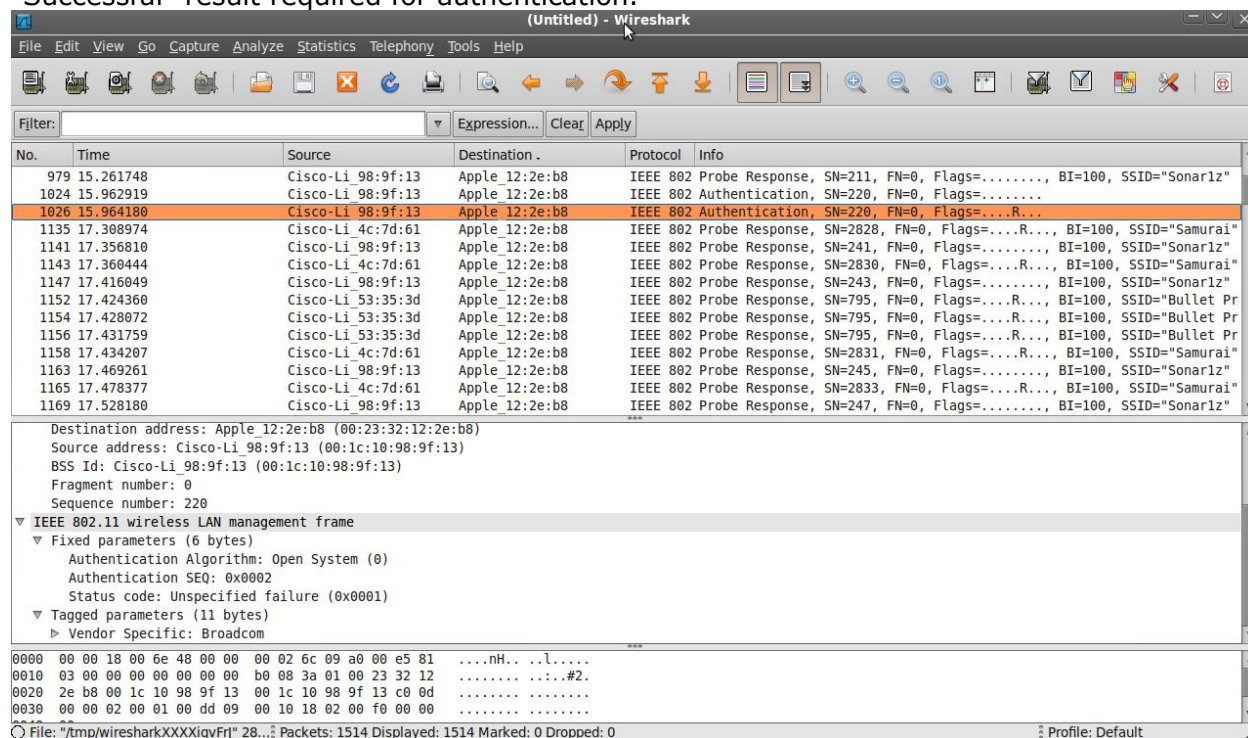 "Successful" result required for authentication.
(Untitled) - Wireshark
File Edit View Go Capture Analyze Statistics Telephony Tools Help
Filter: Expression... Clear Apply
No. Time Source Destination . Protocol Info
979 15.261748 Cisco-Li_98:9f:13 Apple_12:2e:b8 IEEE 802 Probe Response, SN=211, FN=0, Flags=........, BI=100, SSID="Sonar1z"
1024 15.962919 Cisco-Li_98:9f:13 Apple_12:2e:b8 IEEE 802 Authentication, SN=220, FN=0, Flags=........
1026 15.964180 Cisco-Li_98:9f:13 Apple_12:2e:b8 IEEE 802 Authentication, SN=220, FN=0, Flags=....R...
1135 17.308974 Cisco-Li_4c:7d:61 Apple_12:2e:b8 IEEE 802 Probe Response, SN=2828, FN=0, Flags=....R..., BI=100, SSID="Samurai"
1141 17.356810 Cisco-Li_98:9f:13 Apple_12:2e:b8 IEEE 802 Probe Response, SN=241, FN=0, Flags=........, BI=100, SSID="Sonar1z"
1143 17.360444 Cisco-Li_4c:7d:61 Apple_12:2e:b8 IEEE 802 Probe Response, SN=2830, FN=0, Flags=....R..., BI=100, SSID="Samurai"
1147 17.416049 Cisco-Li_98:9f:13 Apple_12:2e:b8 IEEE 802 Probe Response, SN=243, FN=0, Flags=........, BI=100, SSID="Sonar1z"
1152 17.424360 Cisco-Li_53:35:3d Apple_12:2e:b8 IEEE 802 Probe Response, SN=795, FN=0, Flags=....R..., BI=100, SSID="Bullet Pr
1154 17.428072 Cisco-Li_53:35:3d Apple_12:2e:b8 IEEE 802 Probe Response, SN=795, FN=0, Flags=....R..., BI=100, SSID="Bullet Pr
1156 17.431759 Cisco-Li_53:35:3d Apple_12:2e:b8 IEEE 802 Probe Response, SN=795, FN=0, Flags=....R..., BI=100, SSID="Bullet Pr
1158 17.434207 Cisco-Li_4c:7d:61 Apple_12:2e:b8 IEEE 802 Probe Response, SN=2831, FN=0, Flags=....R..., BI=100, SSID="Samurai"
1163 17.469261 Cisco-Li_98:9f:13 Apple_12:2e:b8 IEEE 802 Probe Response, SN=245, FN=0, Flags=........, BI=100, SSID="Sonar1z"
1165 17.478377 Cisco-Li_4c:7d:61 Apple_12:2e:b8 IEEE 802 Probe Response, SN=2833, FN=0, Flags=....R..., BI=100, SSID="Samurai"
1169 17.528180 Cisco-Li_98:9f:13 Apple_12:2e:b8 IEEE 802 Probe Response, SN=247, FN=0, Flags=........, BI=100, SSID="Sonar1z"
Destination address: Apple_12:2e:b8 (00:23:32:12:2e:b8)
Source address: Cisco-Li_98:9f:13 (00:1c:10:98:9f:13)
BSS Id: Cisco-Li_98:9f:13 (00:1c:10:98:9f:13)
Fragment number: 0
Sequence number: 220
IEEE 802.11 wireless LAN management frame
Fixed parameters (6 bytes)
Authentication Algorithm: Open System (0)
Authentication SEQ: 0x0002
Status code: Unspecified failure (0x0001)
Tagged parameters (11 bytes)
Vendor Specific: Broadcom
0000 00 00 18 00 6e 48 00 00 00 02 6c 09 a0 00 e5 81 ....nH.. ..l.....
0010 03 00 00 00 00 00 00 00 b0 08 3a 01 00 23 32 12 ........ ..:..#2.
0020 2e b8 00 1c 10 98 9f 13 00 1c 10 98 9f 13 c0 0d ........ ........
0030 00 00 02 00 01 00 dd 09 00 10 18 02 00 f0 00 00 ........ ........
File: "/tmp/wiresharkXXXXigvFrJ" 28... Packets: 1514 Displayed: 1514 Marked: 0 Dropped: 0 Profile: Default